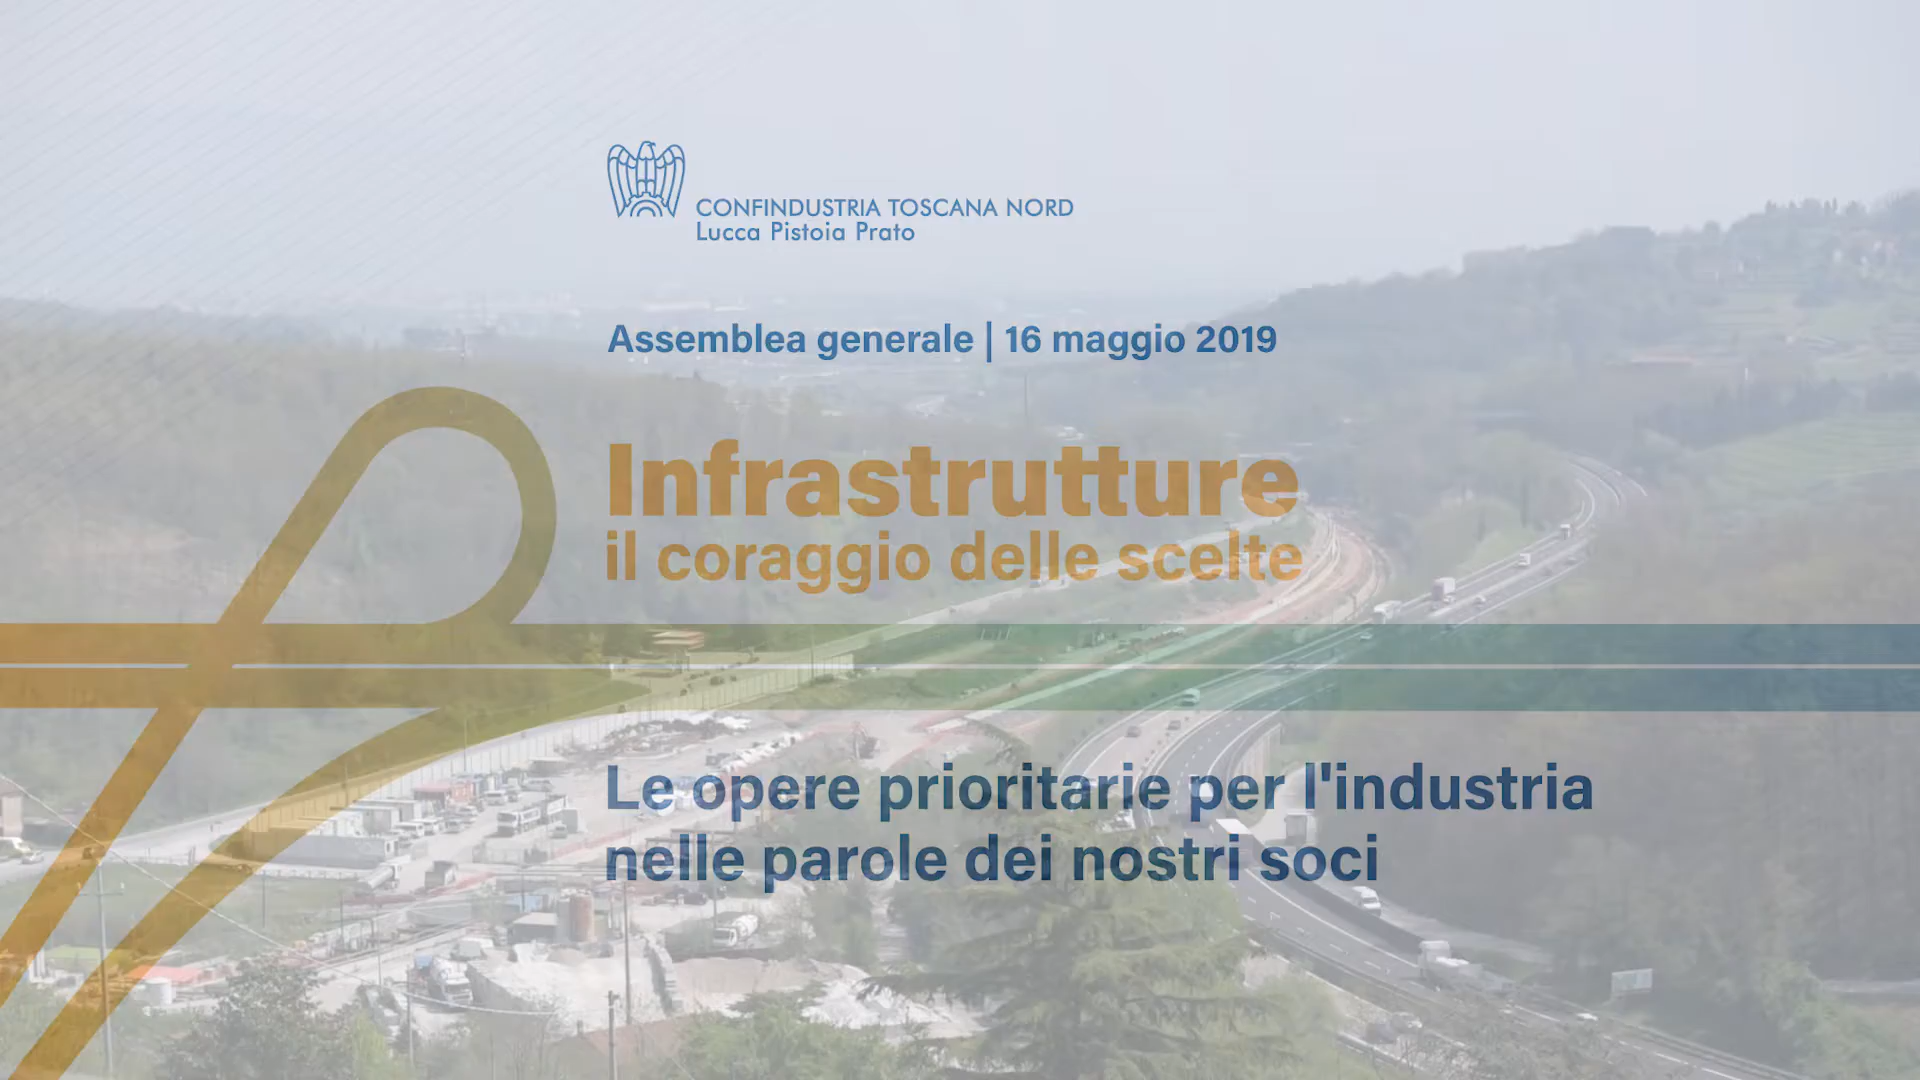 CONFINDUSTRIA TOSCANA NORD
Lucca Pistoia Prato
Assemblea generale | 16 maggio 2019
Infrastrutture
il coraggio delle scelte
Le opere prioritarie per l'industria
nelle parole dei nostri soci